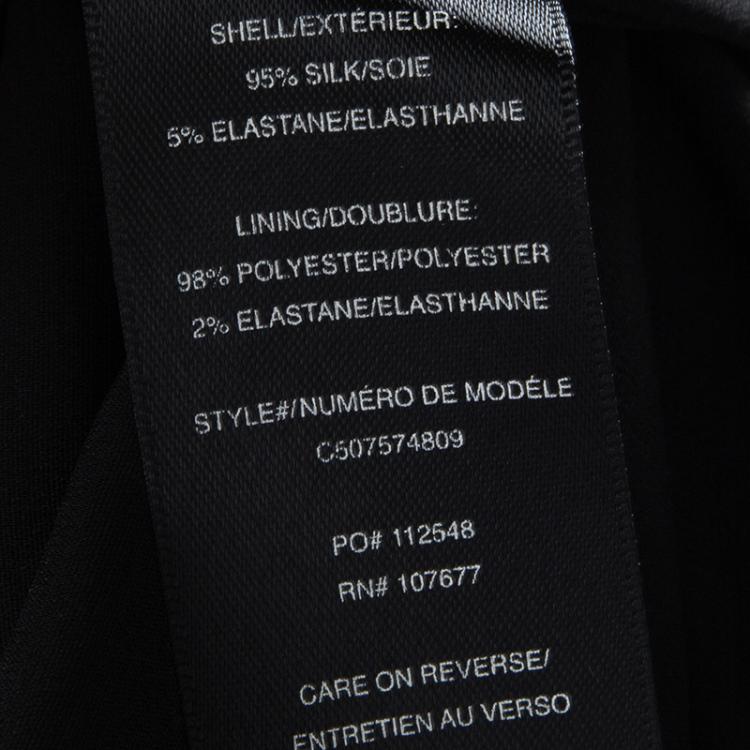 SHELL/EXTÉRIEUR:
95% SILK/SOIE
5% ELASTANE/ELASTHANNE
LINING/DOUBLURE:
98% POLYESTER/POLYESTER
2% ELASTANE/ELASTHANNE
STYLE#/NUMÉRO DE MODÉLE
C507574809
PO# 112548
RN# 107677
CARE ON REVERSE/
ENTRETIEN AU VERSO